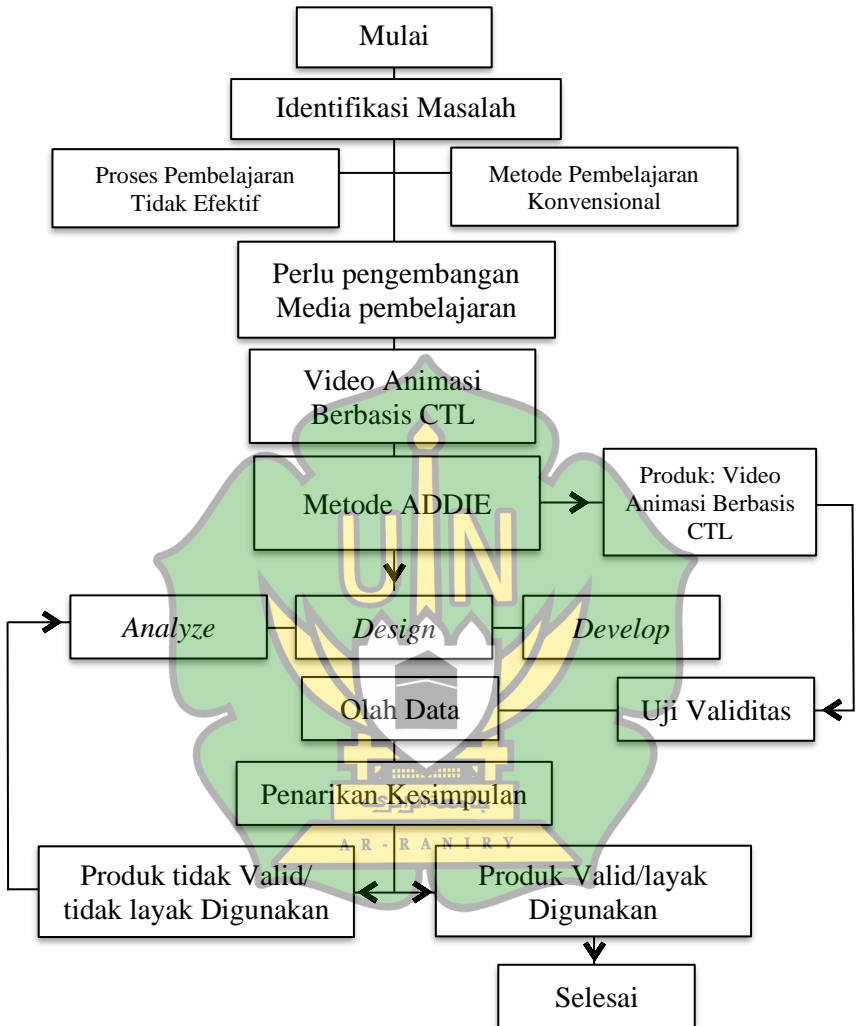 Mulai
Identifikasi Masalah
Proses Pembelajaran
Tidak Efektif
Metode Pembelajaran
Konvensional
Perlu pengembangan
Media pembelajaran
Video Animasi
Berbasis CTL
Metode ADDIE
Produk: Video
Animasi Berbasis
CTL
UIN
Analyze
Design
Develop
Olah Data
Uji Validitas
Penarikan Kesimpulan
AR-RANIRY
Produk tidak Valid/
tidak layak Digunakan
Produk Valid/layak
Digunakan
Selesai